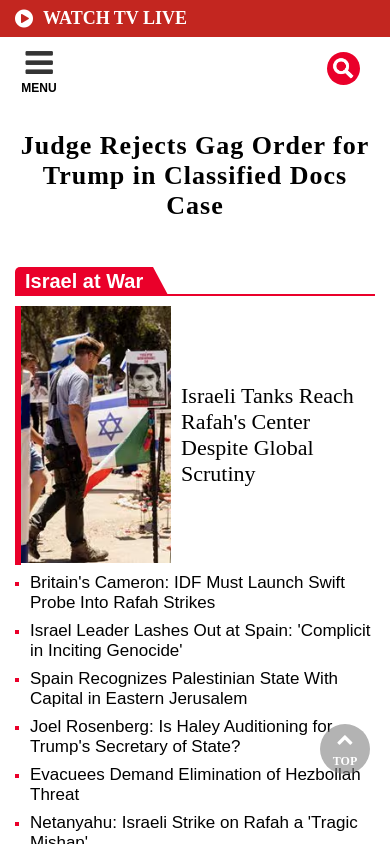 WATCH TV LIVE
MENU
Judge Rejects Gag Order for
Trump in Classified Docs
Case
Israel at War
Israeli Tanks Reach
Rafah's Center
Despite Global
Scrutiny
Britain's Cameron: IDF Must Launch Swift
Probe Into Rafah Strikes
Israel Leader Lashes Out at Spain: 'Complicit
in Inciting Genocide'
Spain Recognizes Palestinian State With
Capital in Eastern Jerusalem
Joel Rosenberg: Is Haley Auditioning for
Trump's Secretary of State?
TOP
Evacuees Demand Elimination of Hezbollah
Threat
Netanyahu: Israeli Strike on Rafah a 'Tragic
Mishap'